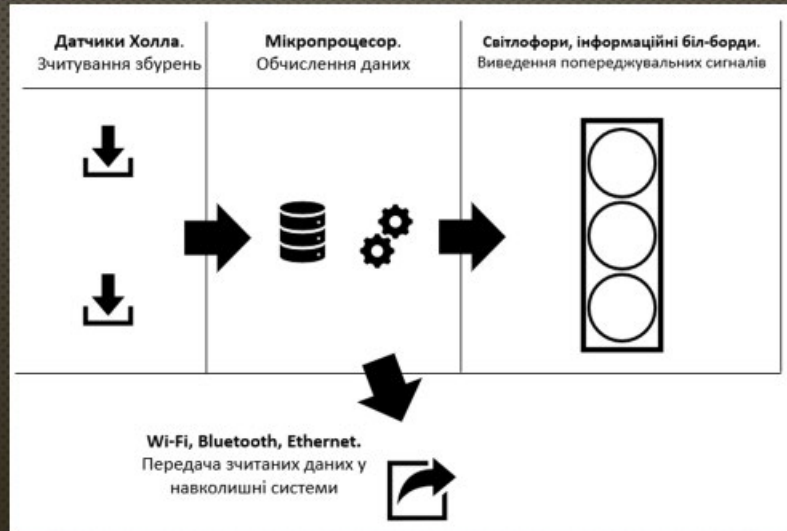 Датчики Холла.
Зчитування збурень
Мікропроцесор.
Обчислення даних
Світлофори, інформаційні біл-борди.
Виведення попереджувальних сигналів
Wi-Fi, Bluetooth, Ethernet.
Передача зчитаних даних у
навколишні системи